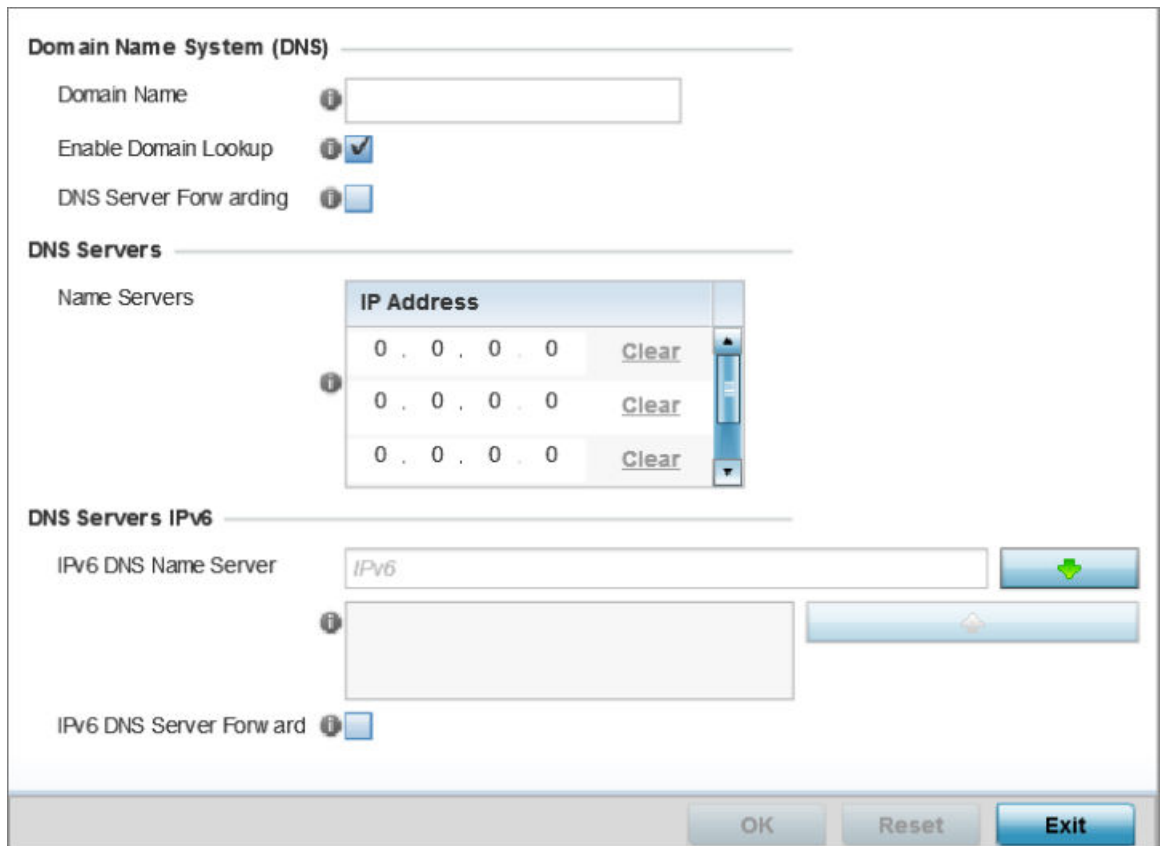 Domain Name System (DNS)
Domain Name
Enable Domain Lookup
DNS Server Forwarding
DNS Servers
Name Servers
IP Address
0 . 0 . 0 . 0 Clear
0 . 0 . 0 . 0 Clear
0 . 0 . 0 . 0 Clear
DNS Servers IPv6
IPv6 DNS Name Server
IPv6
IPv6 DNS Server Forward
OK Reset Exit